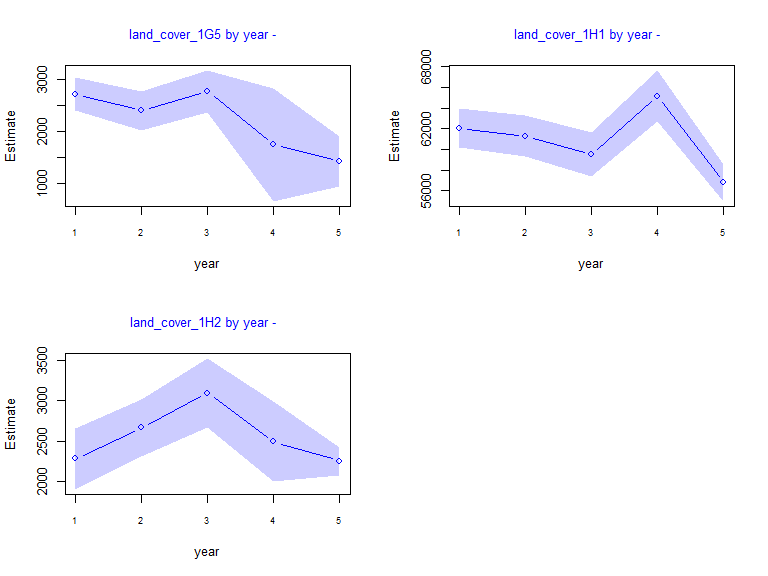 land_cover_1G5 by year -
Estimate
3000
2000
1000
1 2 3 4 5
year
land_cover_1H1 by year -
Estimate
68000
62000
56000
1 2 3 4 5
year
land_cover_1H2 by year -
Estimate
3500
3000
2500
2000
1 2 3 4 5
year